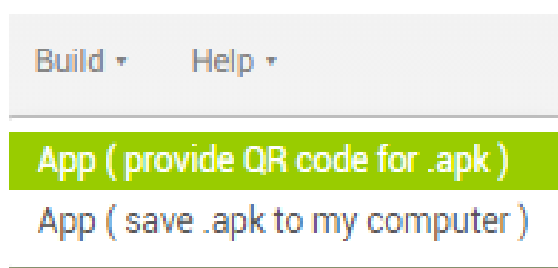 Build ▾ Help ▾
App ( provide QR code for .apk )
App ( save .apk to my computer )